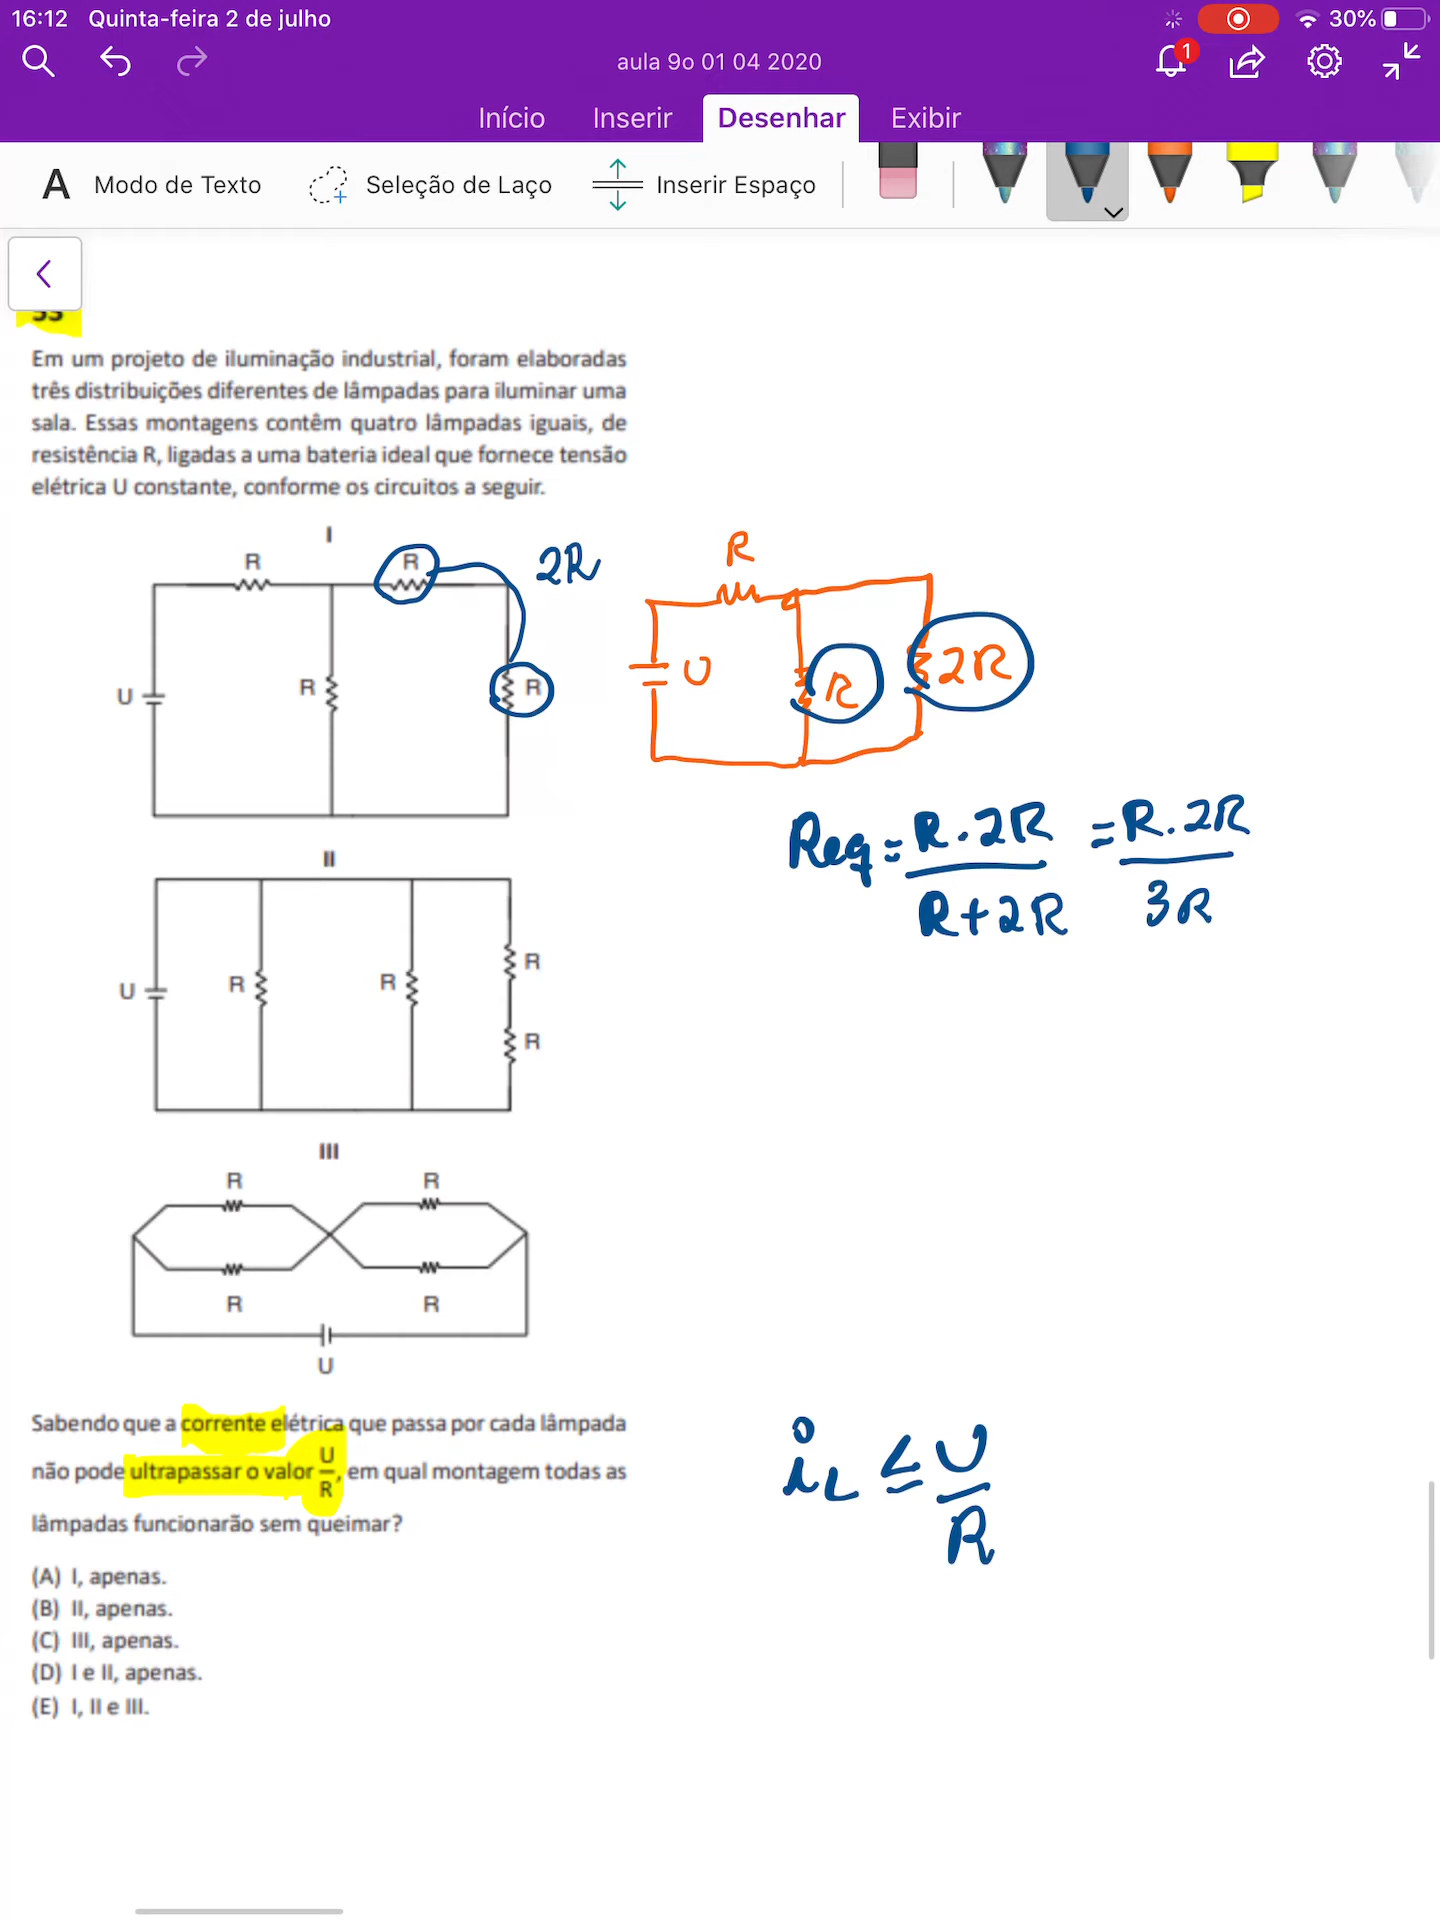 16:12 Quinta-feira 2 de julho
30%
aula 9o 01 04 2020
1
Início Inserir Desenhar Exibir
A Modo de Texto Seleção de Laço Inserir Espaço
Em um projeto de iluminação industrial, foram elaboradas
três distribuições diferentes de lâmpadas para iluminar uma
sala. Essas montagens contêm quatro lâmpadas iguais, de
resistência R, ligadas a uma bateria ideal que fornece tensão
elétrica U constante, conforme os circuitos a seguir.
I
R R 2R
U R R
R
U R 2R
Req = R . 2R / R + 2R = R . 2R / 3R
II
R
U R R
R
III
R R
R R
U
Sabendo que a corrente elétrica que passa por cada lâmpada
não pode ultrapassar o valor U/R, em qual montagem todas as
lâmpadas funcionarão sem queimar?
iL ≤ U/R
(A) I, apenas.
(B) II, apenas.
(C) III, apenas.
(D) I e II, apenas.
(E) I, II e III.